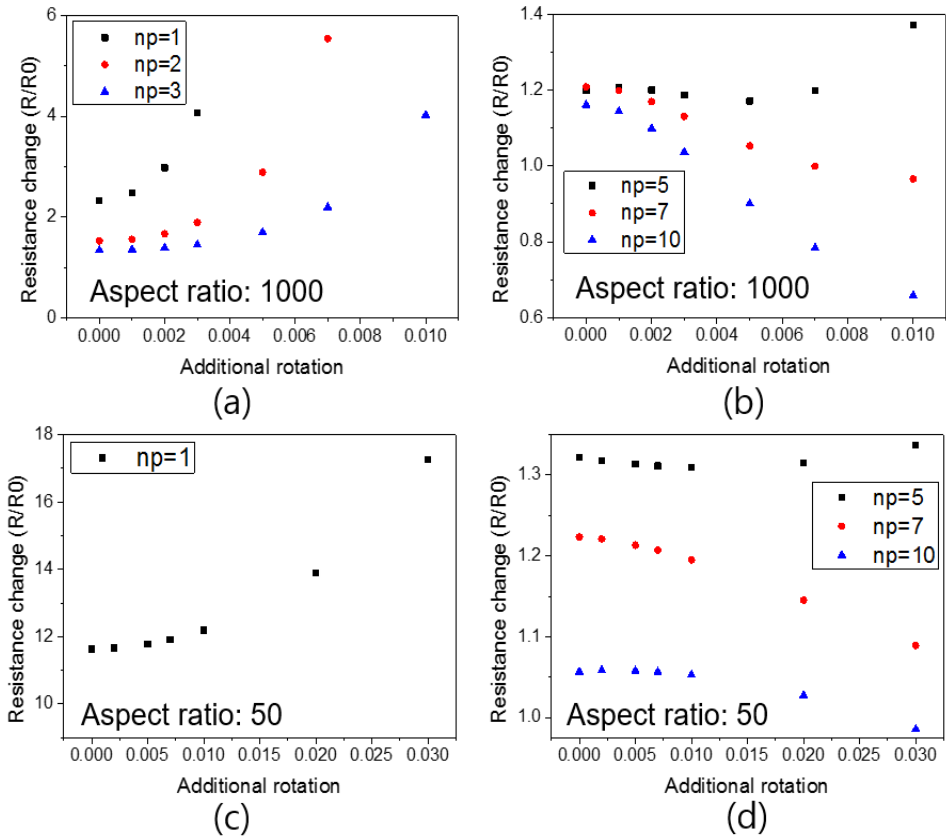 Resistance change (R/R0)
6
4
2
0
np=1
np=2
np=3
Aspect ratio: 1000
0.000 0.002 0.004 0.006 0.008 0.010
Additional rotation
(a)
Resistance change (R/R0)
1.4
1.2
1.0
0.8
0.6
np=5
np=7
np=10
Aspect ratio: 1000
0.000 0.002 0.004 0.006 0.008 0.010
Additional rotation
(b)
Resistance change (R/R0)
18
16
14
12
10
np=1
Aspect ratio: 50
0.000 0.005 0.010 0.015 0.020 0.025 0.030
Additional rotation
(c)
Resistance change (R/R0)
1.3
1.2
1.1
1.0
np=5
np=7
np=10
Aspect ratio: 50
0.000 0.005 0.010 0.015 0.020 0.025 0.030
Additional rotation
(d)